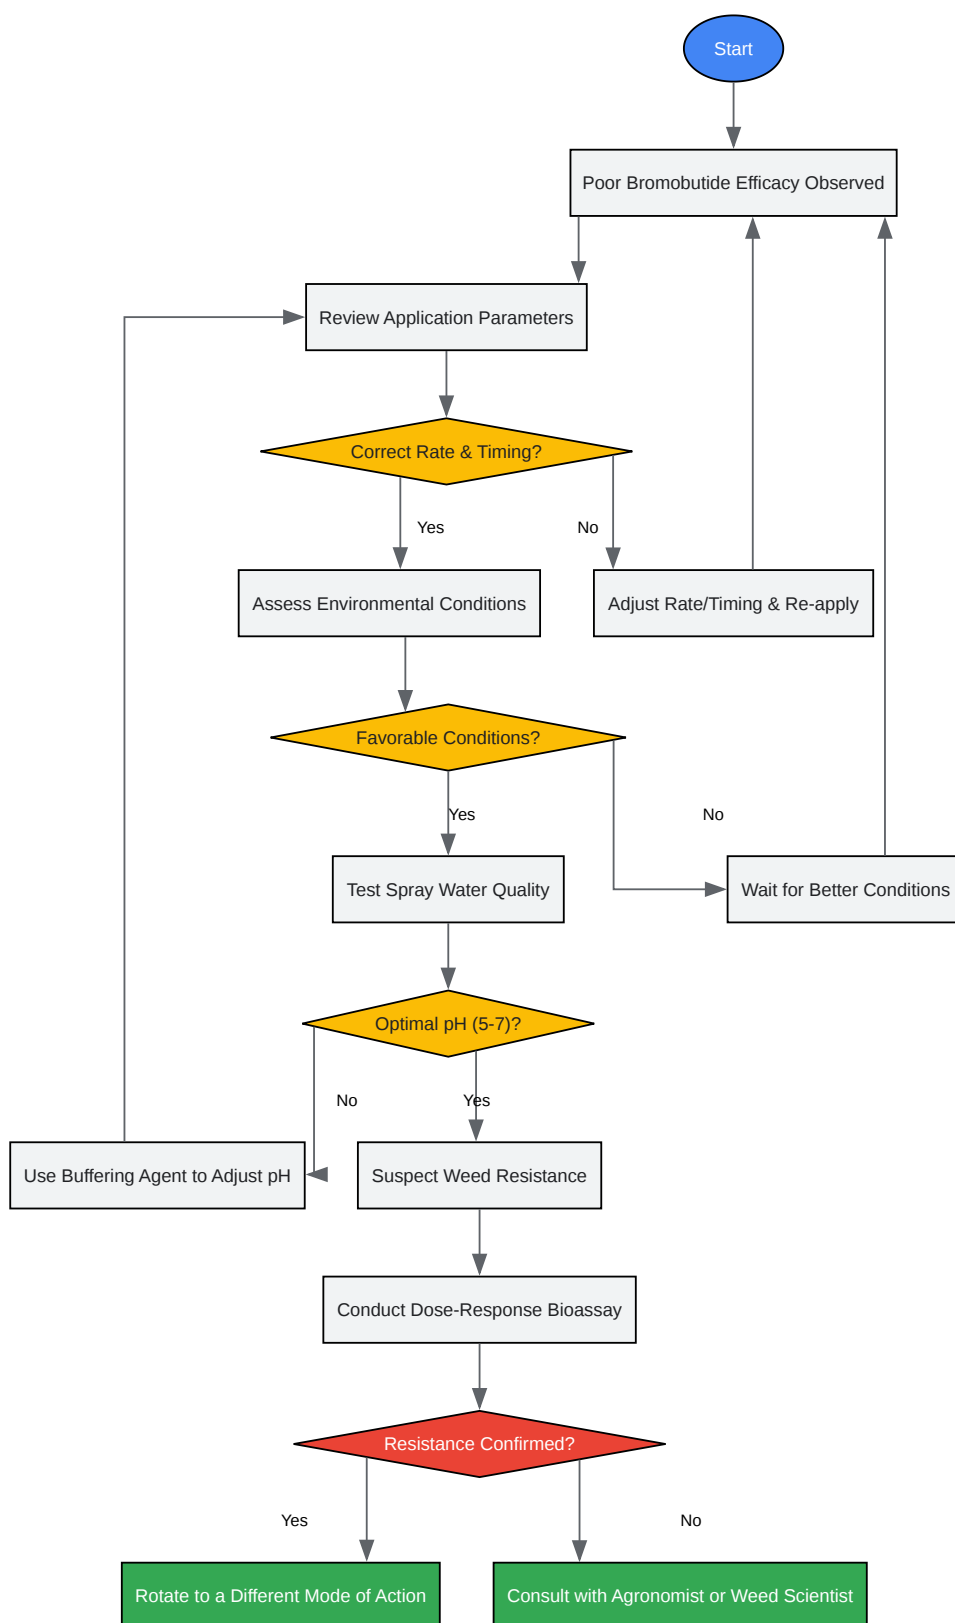 Start
Poor Bromobutide Efficacy Observed
Review Application Parameters
Correct Rate & Timing?
Yes
No
Assess Environmental Conditions
Adjust Rate/Timing & Re-apply
Favorable Conditions?
Yes
No
Test Spray Water Quality
Wait for Better Conditions
Optimal pH (5-7)?
No
Yes
Use Buffering Agent to Adjust pH
Suspect Weed Resistance
Conduct Dose-Response Bioassay
Resistance Confirmed?
Yes
No
Rotate to a Different Mode of Action
Consult with Agronomist or Weed Scientist